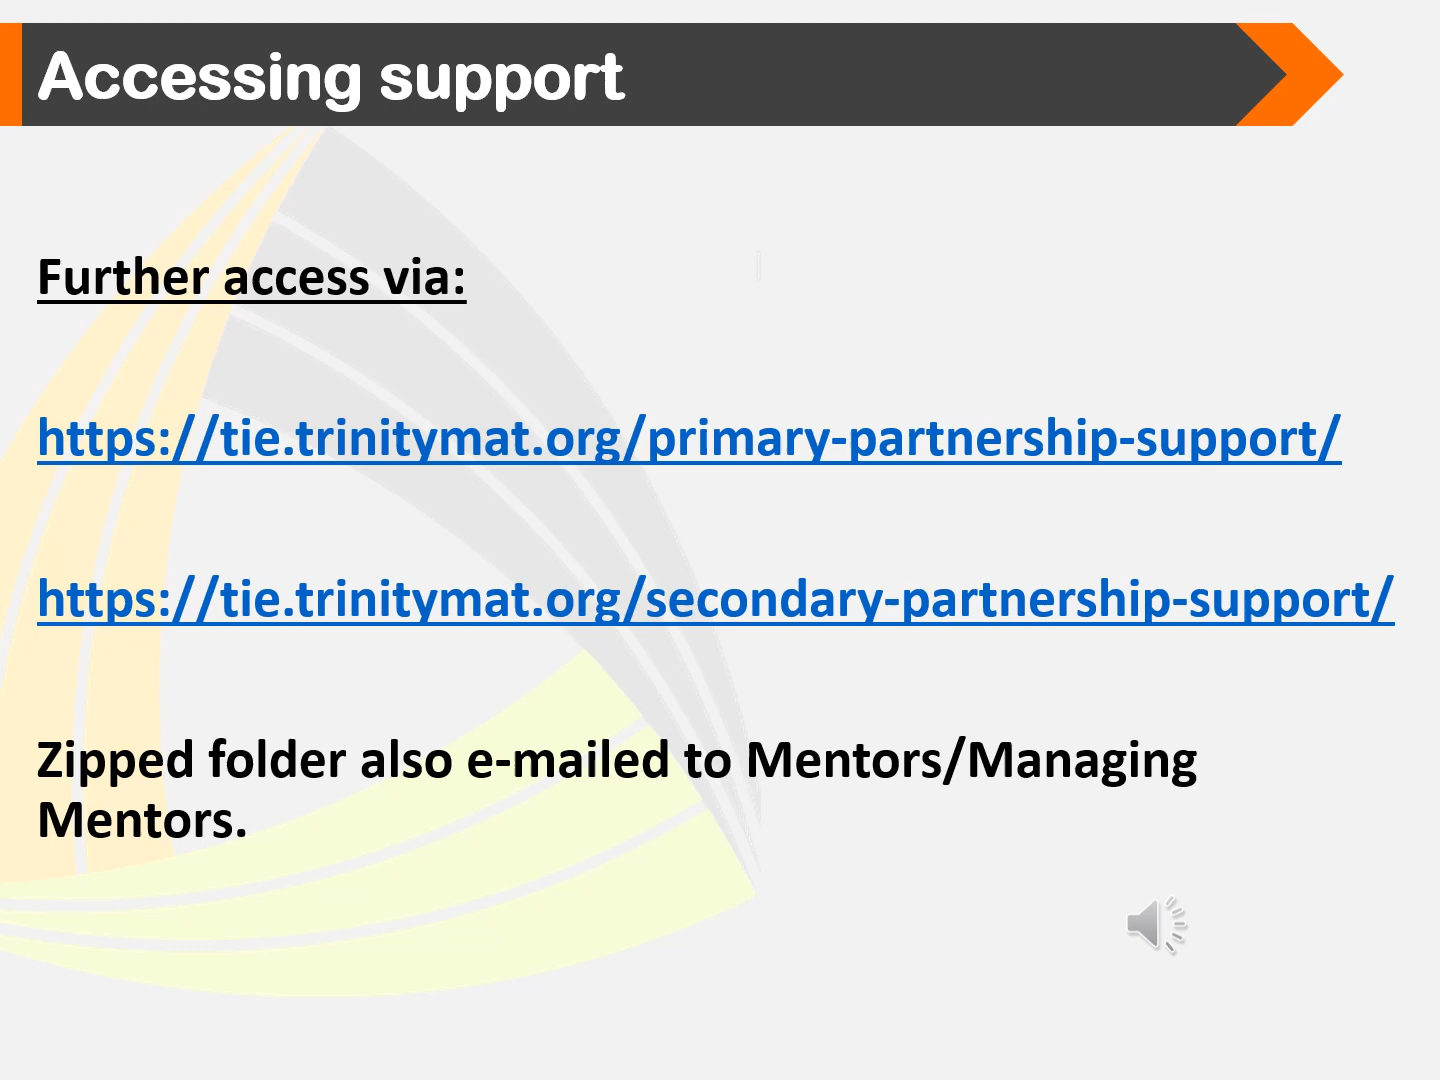 Accessing support
Further access via:
https://tie.trinitymat.org/primary-partnership-support/
https://tie.trinitymat.org/secondary-partnership-support/
Zipped folder also e-mailed to Mentors/Managing
Mentors.